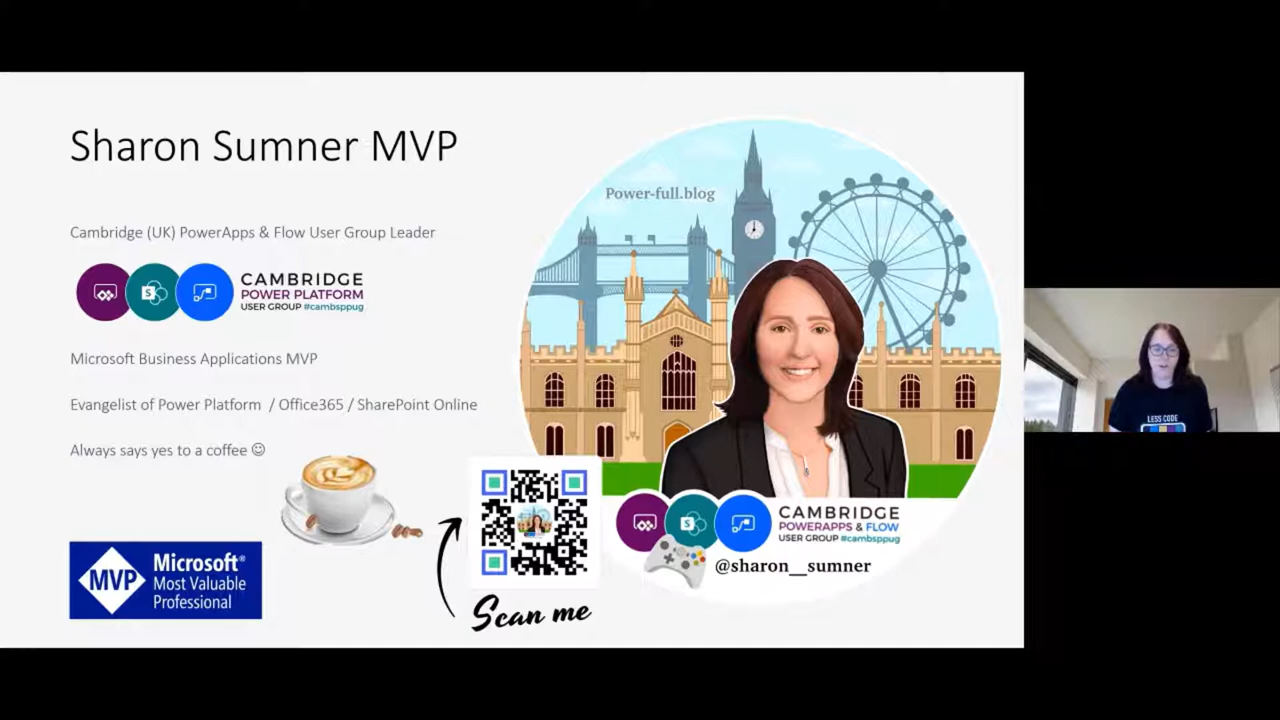 Sharon Sumner MVP
Cambridge (UK) PowerApps & Flow User Group Leader
CAMBRIDGE
POWER PLATFORM
USER GROUP #cambsppug
Microsoft Business Applications MVP
Evangelist of Power Platform / Office365 / SharePoint Online
Always says yes to a coffee ☺
MVP
Microsoft®
Most Valuable
Professional
Scan me
Power-full.blog
S
S
CAMBRIDGE
POWERAPPS & FLOW
USER GROUP #cambsppug
@sharon__sumner
LESS CODE